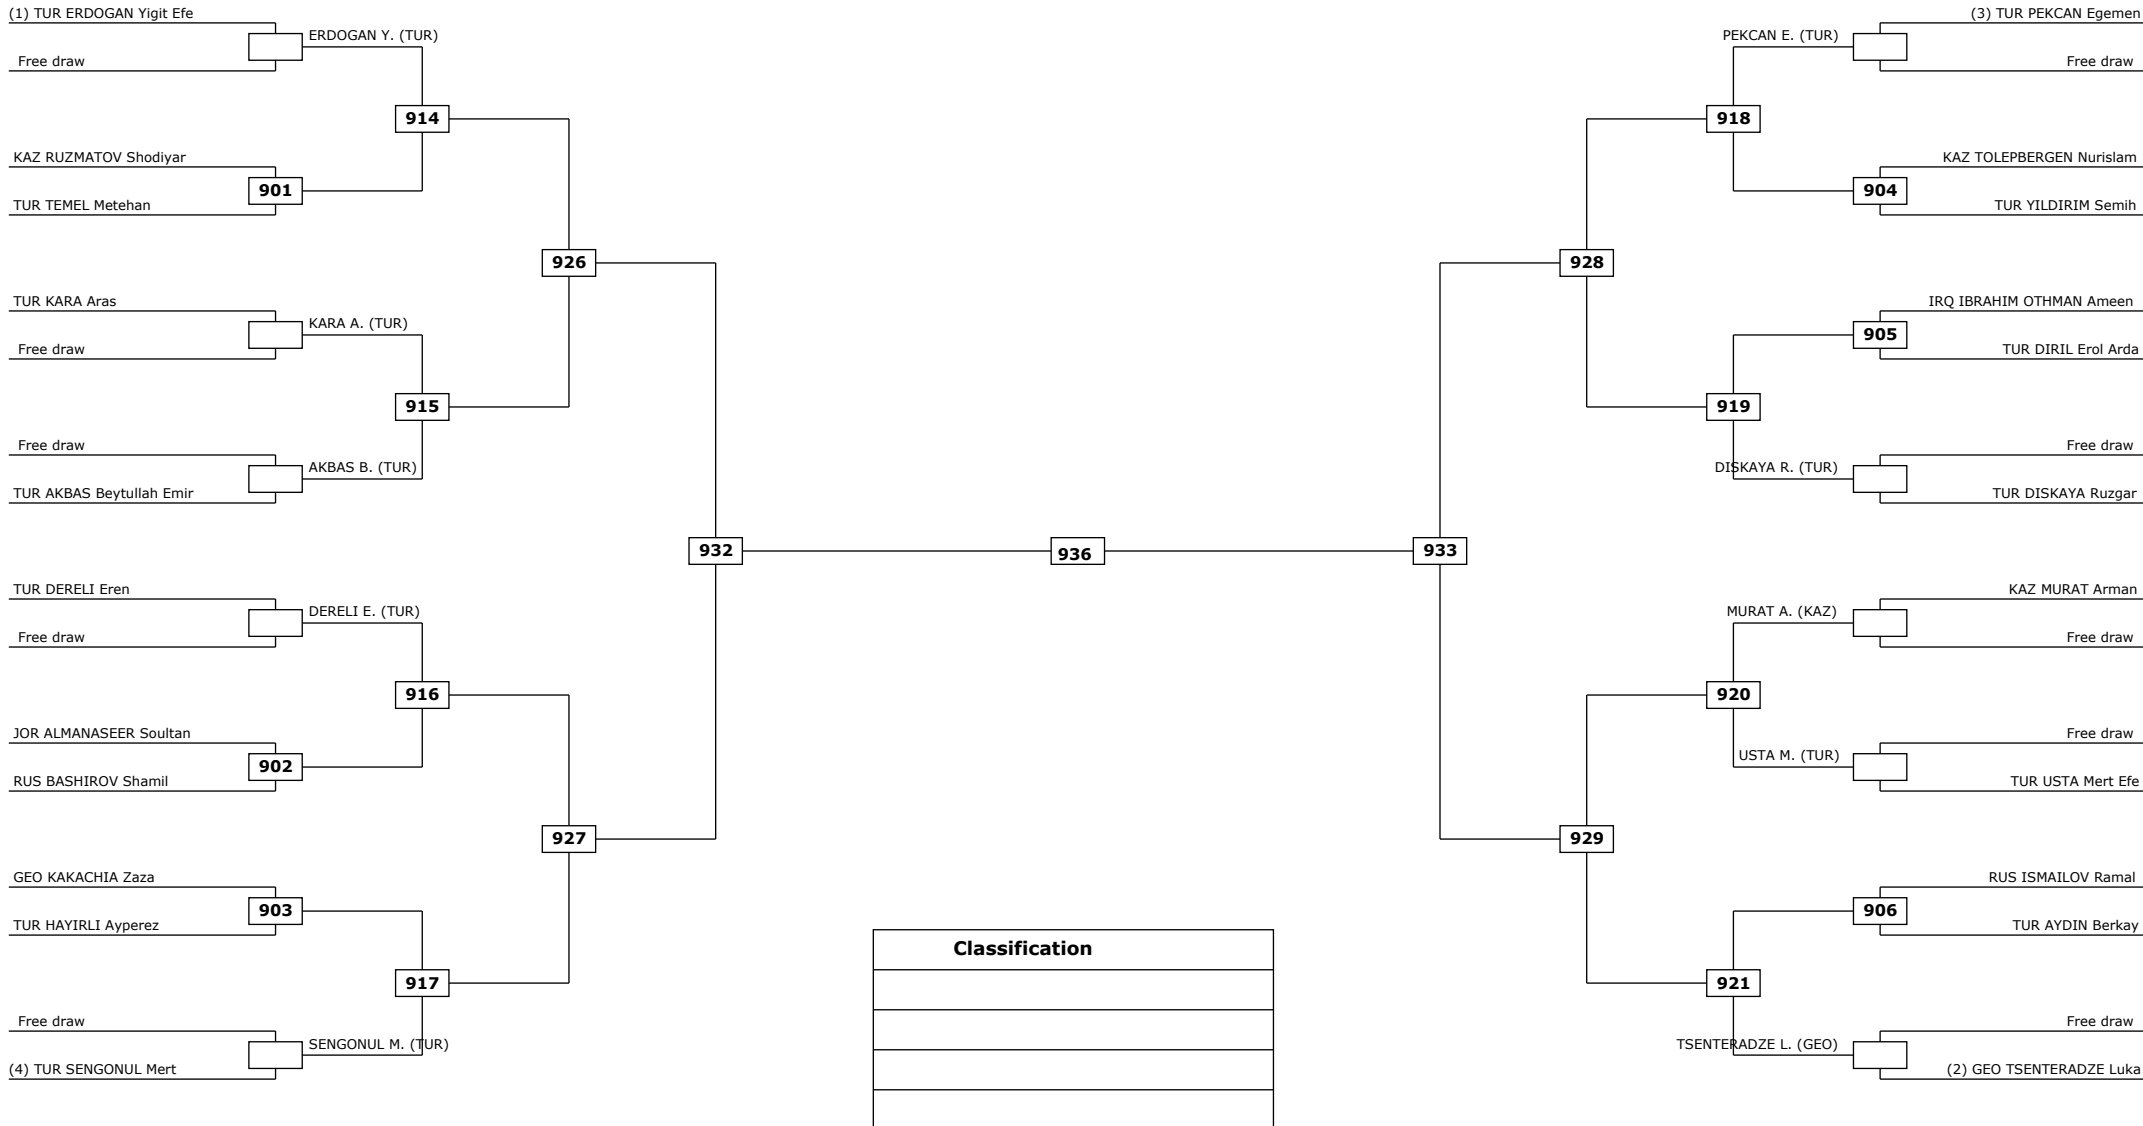 (1) TUR ERDOGAN Yigit Efe
ERDOGAN Y. (TUR)
Free draw
914
KAZ RUZMATOV Shodiyar
901
TUR TEMEL Metehan
926
TUR KARA Aras
KARA A. (TUR)
Free draw
915
Free draw
AKBAS B. (TUR)
TUR AKBAS Beytullah Emir
932
TUR DERELI Eren
DERELI E. (TUR)
Free draw
916
JOR ALMANASEER Soultan
902
RUS BASHIROV Shamil
927
GEO KAKACHIA Zaza
903
TUR HAYIRLI Ayperez
917
Free draw
SENGONUL M. (TUR)
(4) TUR SENGONUL Mert
936
(3) TUR PEKCAN Egemen
PEKCAN E. (TUR)
Free draw
918
KAZ TOLEPBERGEN Nurislam
904
TUR YILDIRIM Semih
928
IRQ IBRAHIM OTHMAN Ameen
905
TUR DIRIL Erol Arda
919
Free draw
DISKAYA R. (TUR)
TUR DISKAYA Ruzgar
933
KAZ MURAT Arman
MURAT A. (KAZ)
Free draw
920
Free draw
USTA M. (TUR)
TUR USTA Mert Efe
929
RUS ISMAILOV Ramal
906
TUR AYDIN Berkay
921
Free draw
TSENTERADZE L. (GEO)
(2) GEO TSENTERADZE Luka
Classification